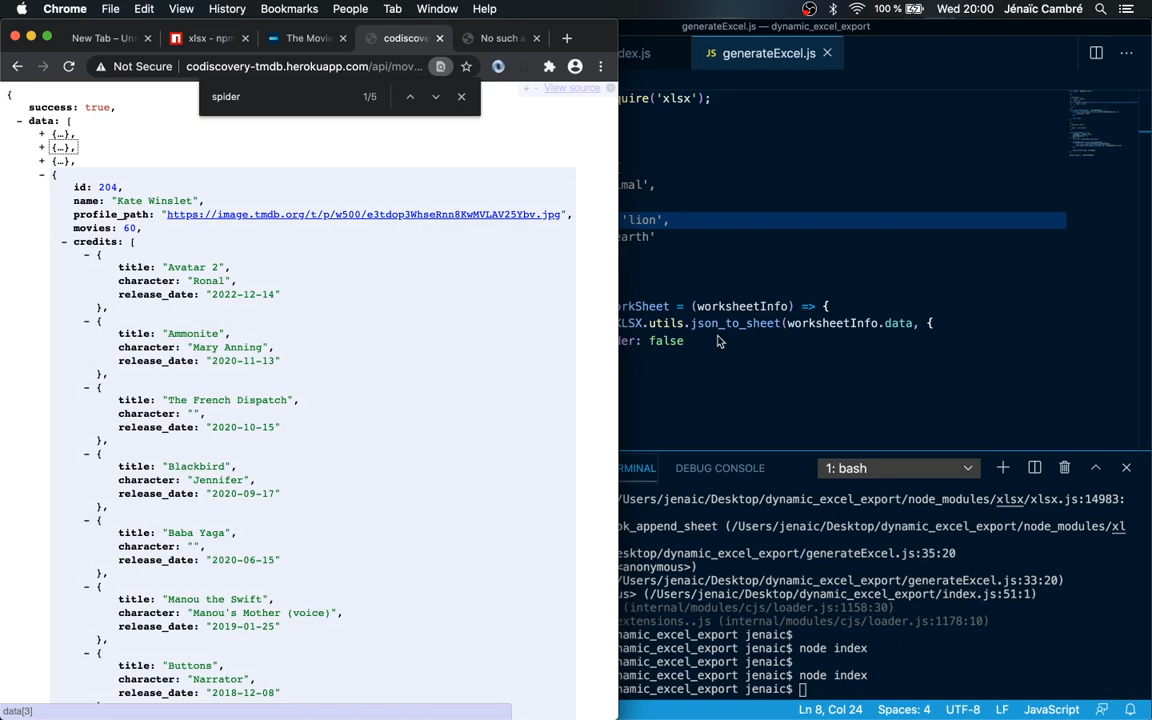 Chrome File Edit View History Bookmarks People Tab Window Help 100 % Wed 20:00 Jénaïc Cambré
New Tab – Uns
xlsx - npm
The Movie
codiscove
No such a
Not Secure codiscovery-tmdb.herokuapp.com/api/mov...
spider 1/5
+ - View source
{
success: true,
- data: [
+ {…},
+ {…},
+ {…},
- {
id: 204,
name: "Kate Winslet",
profile_path: "https://image.tmdb.org/t/p/w500/e3tdop3WhseRnn8KwMVLAV25Ybv.jpg",
movies: 60,
- credits: [
- {
title: "Avatar 2",
character: "Ronal",
release_date: "2022-12-14"
},
- {
title: "Ammonite",
character: "Mary Anning",
release_date: "2020-11-13"
},
- {
title: "The French Dispatch",
character: "",
release_date: "2020-10-15"
},
- {
title: "Blackbird",
character: "Jennifer",
release_date: "2020-09-17"
},
- {
title: "Baba Yaga",
character: "",
release_date: "2020-06-15"
},
- {
title: "Manou the Swift",
character: "Manou's Mother (voice)",
release_date: "2019-01-25"
},
- {
title: "Buttons",
character: "Narrator",
release_date: "2018-12-08"
data[3]
generateExcel.js — dynamic_excel_export
dex.js
JS generateExcel.js
quire('xlsx');
mal',
'lion',
earth'
orkSheet = (worksheetInfo) => {
XLSX.utils.json_to_sheet(worksheetInfo.data, {
der: false
RMINAL DEBUG CONSOLE 1: bash
/Users/jenaic/Desktop/dynamic_excel_export/node_modules/xlsx/xlsx.js:14983:
ok_append_sheet (/Users/jenaic/Desktop/dynamic_excel_export/node_modules/xl
esktop/dynamic_excel_export/generateExcel.js:35:20
<anonymous>)
/Users/jenaic/Desktop/dynamic_excel_export/generateExcel.js:33:20)
us> (/Users/jenaic/Desktop/dynamic_excel_export/index.js:51:1)
(internal/modules/cjs/loader.js:1158:30)
extensions..js (internal/modules/cjs/loader.js:1178:10)
namic_excel_export jenaic$
namic_excel_export jenaic$ node index
namic_excel_export jenaic$
namic_excel_export jenaic$ node index
namic_excel_export jenaic$
Ln 8, Col 24 Spaces: 4 UTF-8 LF JavaScript